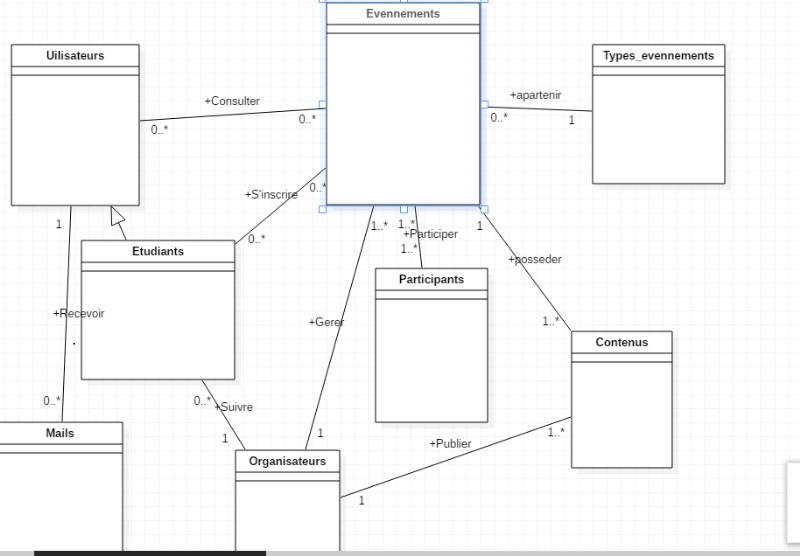 Evennements
Uilisateurs
Types_evennements
+Consulter
+apartenir
0..*
0..*
0..*
1
+S'inscrire
0..*
0..*
1
1..*
1..*
1
+Participer
1..*
Etudiants
+posseder
Participants
+Recevoir
+Gerer
1..*
Contenus
0..*
0..*
+Suivre
Mails
1
1
+Publier
1..*
Organisateurs
1